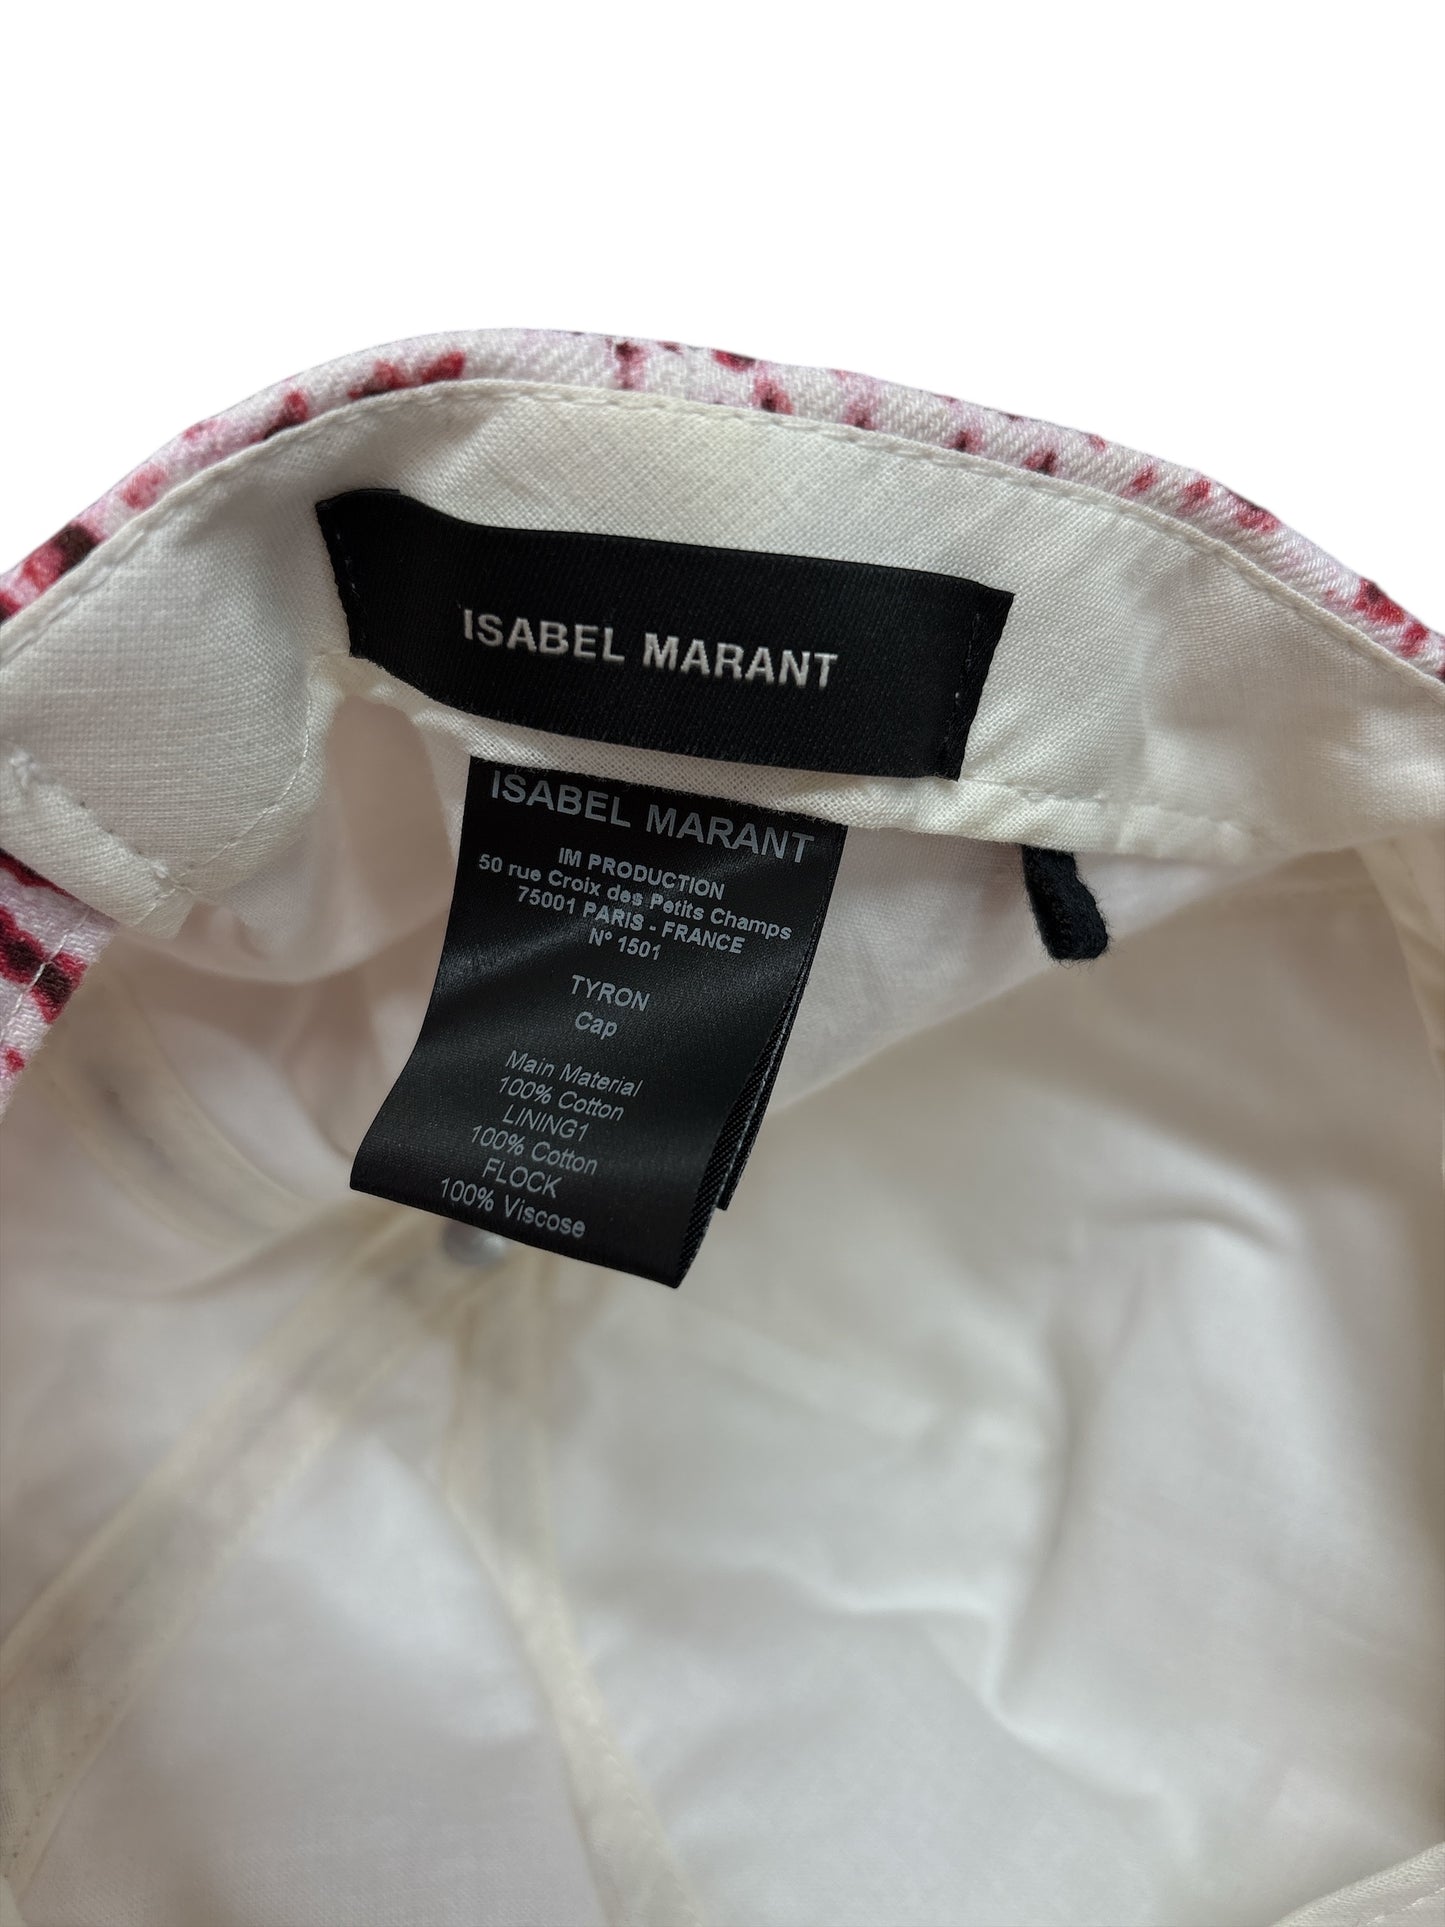 ISABEL MARANT
ISABEL MARANT
IM PRODUCTION
50 rue Croix des Petits Champs
75001 PARIS - FRANCE
N° 1501
TYRON
Cap
Main Material
100% Cotton
LINING1
100% Cotton
FLOCK
100% Viscose